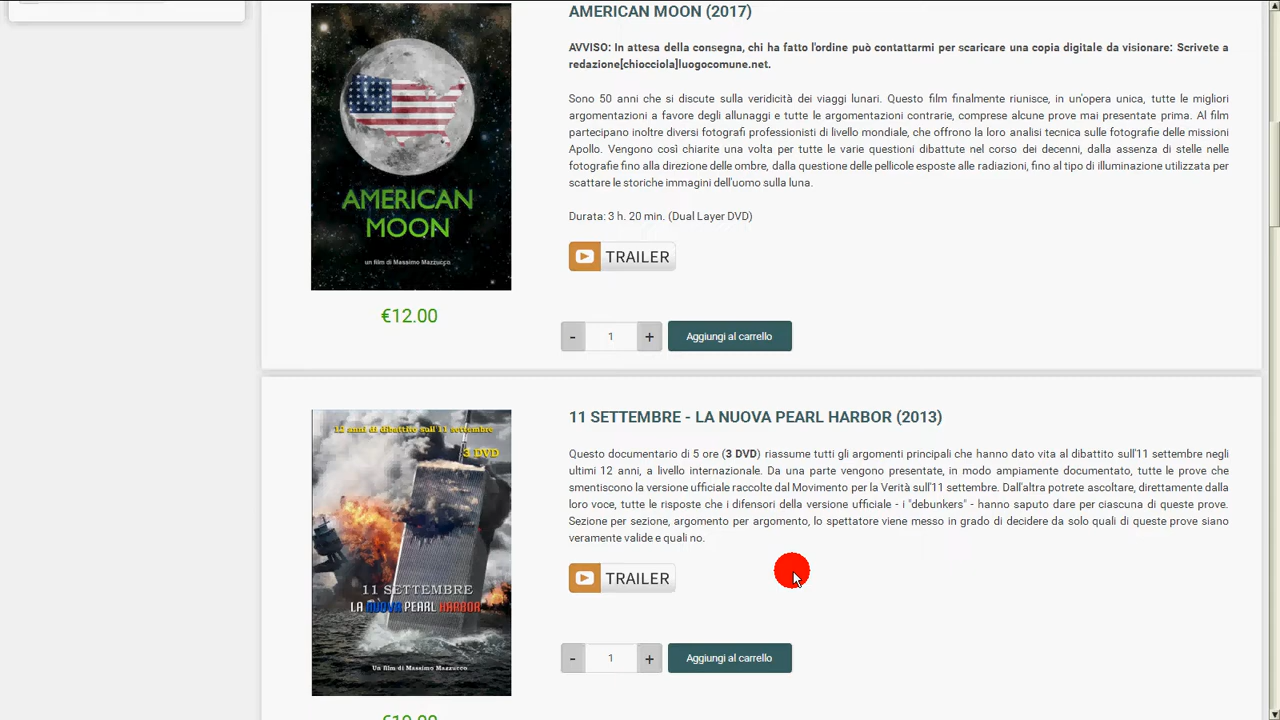 AMERICAN MOON (2017)
AVVISO: In attesa della consegna, chi ha fatto l'ordine può contattarmi per scaricare una copia digitale da visionare: Scrivete a
redazione[chiocciola]luogocomune.net.
Sono 50 anni che si discute sulla veridicità dei viaggi lunari. Questo film finalmente riunisce, in un'opera unica, tutte le migliori
argomentazioni a favore degli allunaggi e tutte le argomentazioni contrarie, comprese alcune prove mai presentate prima. Al film
partecipano inoltre diversi fotografi professionisti di livello mondiale, che offrono la loro analisi tecnica sulle fotografie delle missioni
Apollo. Vengono così chiarite una volta per tutte le varie questioni dibattute nel corso dei decenni, dalla assenza di stelle nelle
fotografie fino alla direzione delle ombre, dalla questione delle pellicole esposte alle radiazioni, fino al tipo di illuminazione utilizzata per
scattare le storiche immagini dell'uomo sulla luna.
Durata: 3 h. 20 min. (Dual Layer DVD)
TRAILER
AMERICAN
MOON
un film di Massimo Mazzucco
€12.00
- 1 + Aggiungi al carrello
11 SETTEMBRE - LA NUOVA PEARL HARBOR (2013)
Questo documentario di 5 ore (3 DVD) riassume tutti gli argomenti principali che hanno dato vita al dibattito sull'11 settembre negli
ultimi 12 anni, a livello internazionale. Da una parte vengono presentate, in modo ampiamente documentato, tutte le prove che
smentiscono la versione ufficiale raccolte dal Movimento per la Verità sull'11 settembre. Dall'altra potrete ascoltare, direttamente dalla
loro voce, tutte le risposte che i difensori della versione ufficiale - i "debunkers" - hanno saputo dare per ciascuna di queste prove.
Sezione per sezione, argomento per argomento, lo spettatore viene messo in grado di decidere da solo quali di queste prove siano
veramente valide e quali no.
TRAILER
12 anni di dibattito sull'11 settembre
3 DVD
11 SETTEMBRE
LA NUOVA PEARL HARBOR
Un film di Massimo Mazzucco
- 1 + Aggiungi al carrello